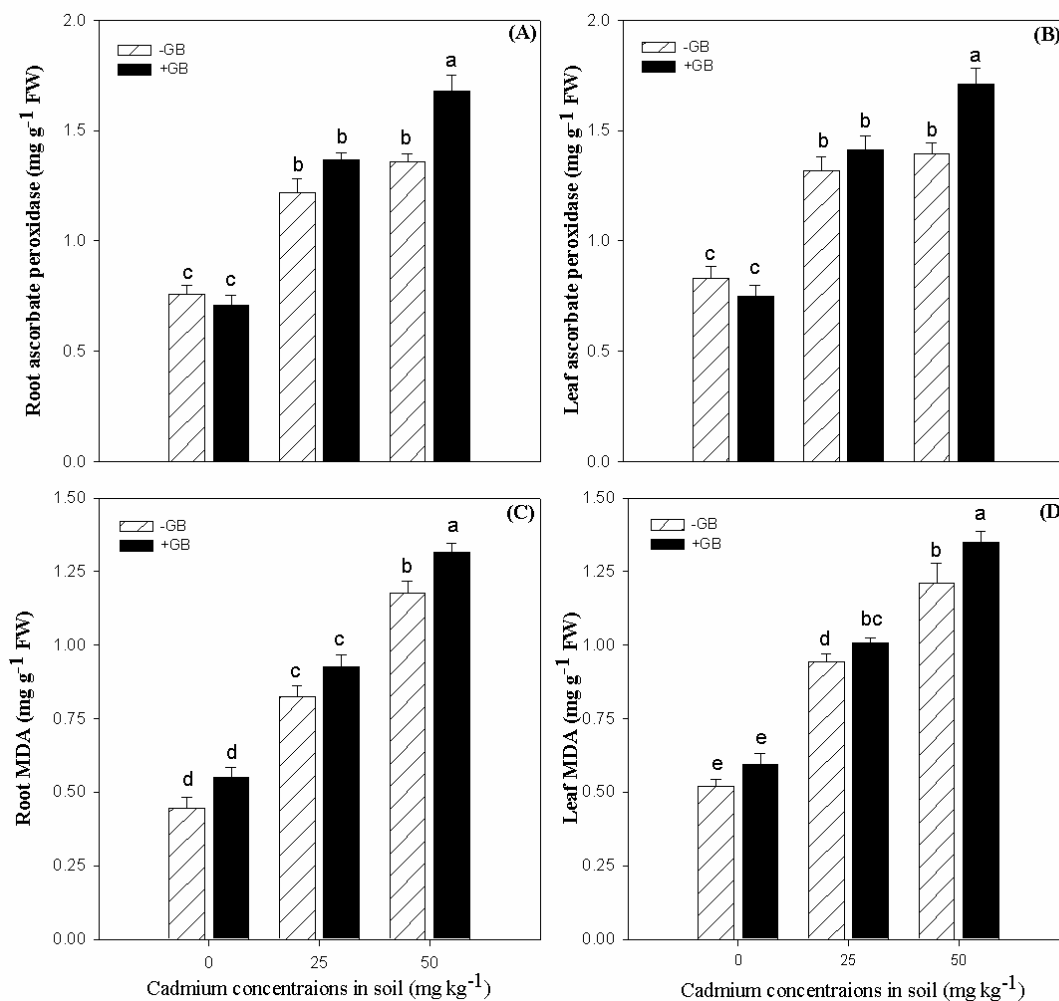 (A)
-GB
+GB
Root ascorbate peroxidase (mg g⁻¹ FW)
2.0
1.5
1.0
0.5
0.0
c
c
b
b
b
a
(B)
-GB
+GB
Leaf ascorbate peroxidase (mg g⁻¹ FW)
2.0
1.5
1.0
0.5
0.0
c
c
b
b
b
a
(C)
-GB
+GB
Root MDA (mg g⁻¹ FW)
1.50
1.25
1.00
0.75
0.50
0.25
0.00
d
d
c
c
b
a
0
25
50
Cadmium concentraions in soil (mg kg⁻¹)
(D
-GB
+GB
Leaf MDA (mg g⁻¹ FW)
1.50
1.25
1.00
0.75
0.50
0.25
0.00
e
e
d
bc
b
a
0
25
50
Cadmium concentraions in soil (mg kg⁻¹)